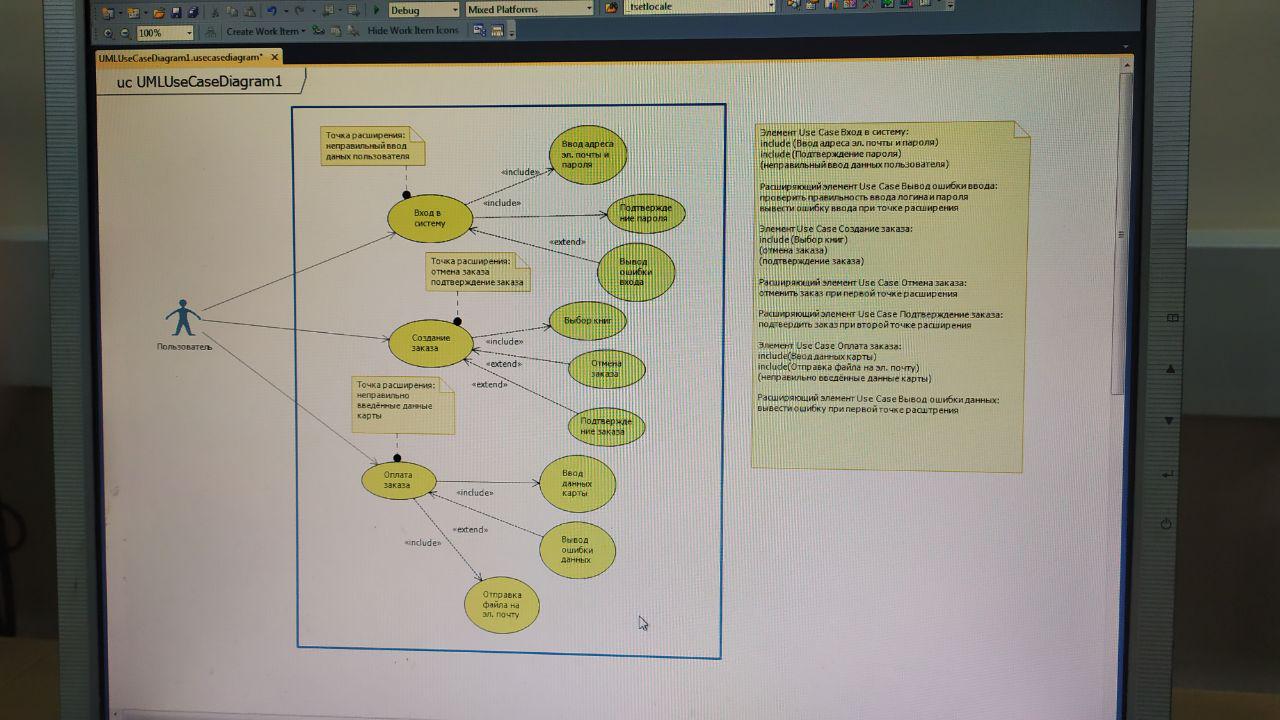 Debug
Mixed Platforms
tsetlocale
100%
Create Work Item
Hide Work Item Icons
UMLUseCaseDiagram1.usecasediagram*
uc UMLUseCaseDiagram1
Точка расширения:
неправильный ввод
даных пользователя
Ввод адреса
эл. почты и
пароля
«include»
Вход в
систему
«include»
Подтвержде
ние пароля
«extend»
Вывод
ошибки
входа
Точка расширения:
отмена заказа
подтверждение заказа
Пользователь
Выбор книг
Создание
заказа
«include»
Отмена
заказа
«extend»
«extend»
Подтвержде
ние заказа
Точка расширения:
неправильно
введённые данные
карты
Оплата
заказа
«include»
Ввод
данных
карты
«extend»
Вывод
ошибки
данных
«include»
Отправка
файла на
эл. почту
Элемент Use Case Вход в систему:
include (Ввод адреса эл. почты и пароля)
include (Подтверждение пароля)
(неправильный ввод данных пользователя)
Расширяющий элемент Use Case Вывод ошибки ввода:
проверить правильность ввода логина и пароля
вывести ошибку ввода при точке расширения
Элемент Use Case Создание заказа:
include (Выбор книг)
(отмена заказа)
(подтверждение заказа)
Расширяющий элемент Use Case Отмена заказа:
отменить заказ при первой точке расширения
Расширяющий элемент Use Case Подтверждение заказа:
подтвердить заказ при второй точке расширения
Элемент Use Case Оплата заказа:
include(Ввод данных карты)
include(Отправка файла на эл. почту)
(неправильно введённые данные карты)
Расширяющий элемент Use Case Вывод ошибки данных:
вывести ошибку при первой точке расштрения